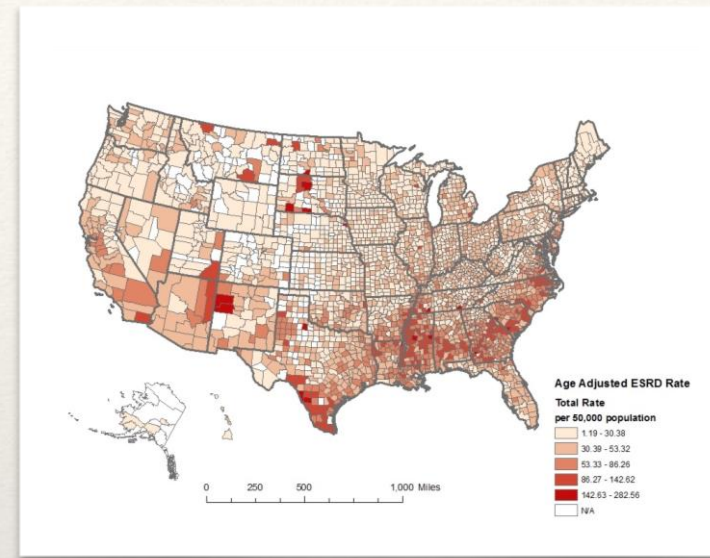 Age Adjusted ESRD Rate
Total Rate
per 50,000 population
1.19 - 30.38
30.39 - 53.32
53.33 - 86.26
86.27 - 142.62
142.63 - 282.56
N/A
0 250 500 1,000 Miles